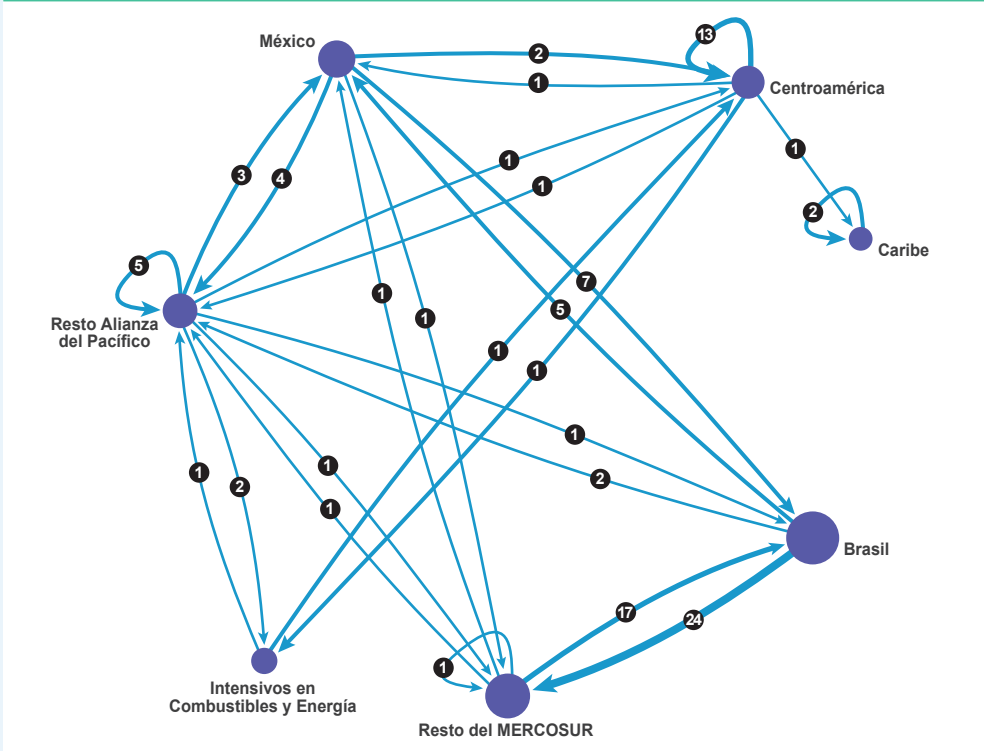 13
México
2
1
Centroamérica
1
1
1
3
4
2
Caribe
5
7
1
5
1
Resto Alianza
del Pacífico
1
1
1
1
1
2
1
2
1
Brasil
17
24
1
Intensivos en
Combustibles y Energía
Resto del MERCOSUR